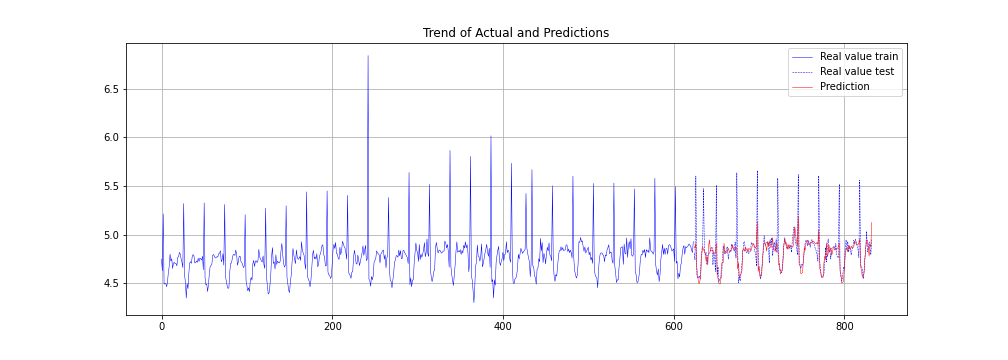 Trend of Actual and Predictions
Real value train
Real value test
Prediction
6.5
6.0
5.5
5.0
4.5
0 200 400 600 800